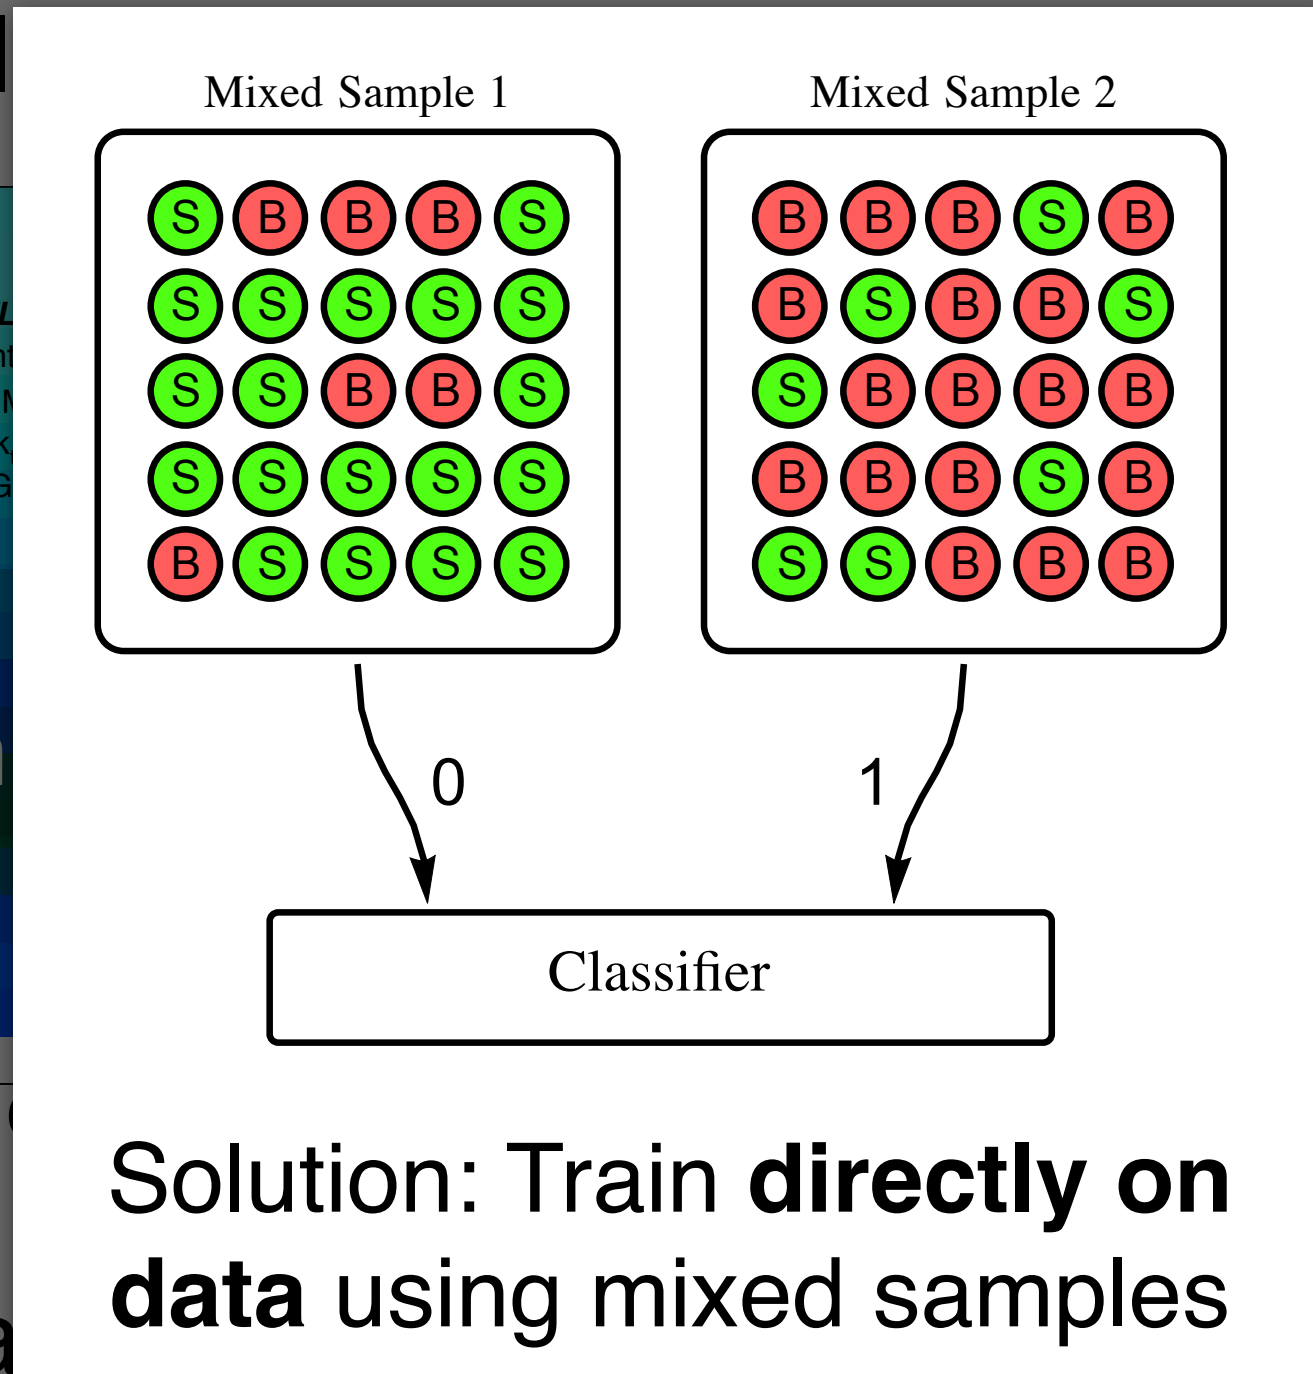 Mixed Sample 1
Mixed Sample 2
S B B B S
S S S S S
S S B B S
S S S S S
B S S S S
B B B S B
B S B B S
S B B B B
B B B S B
S S B B B
0
1
Classifier
Solution: Train directly on
data using mixed samples